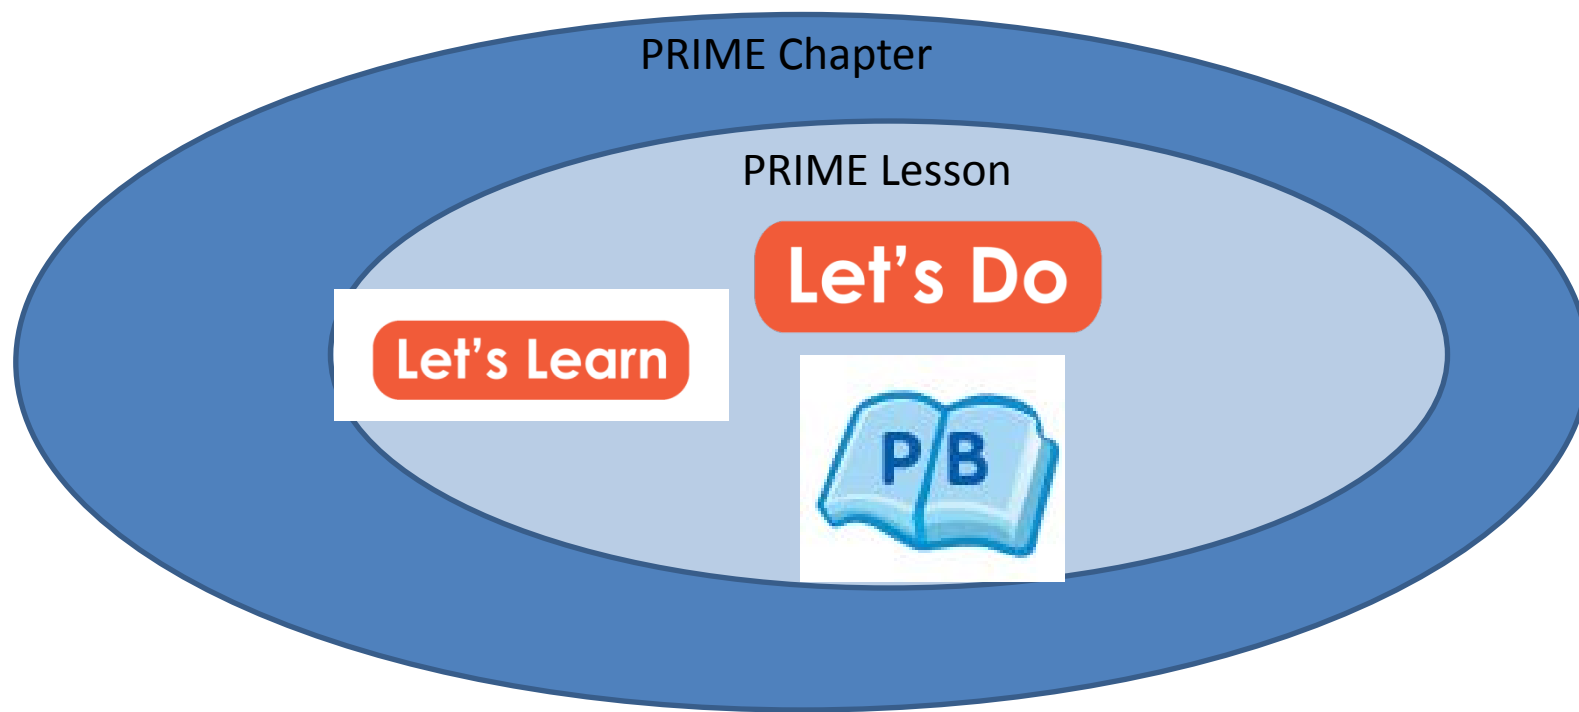 PRIME Chapter
PRIME Lesson
Let’s Do
Let’s Learn
PB